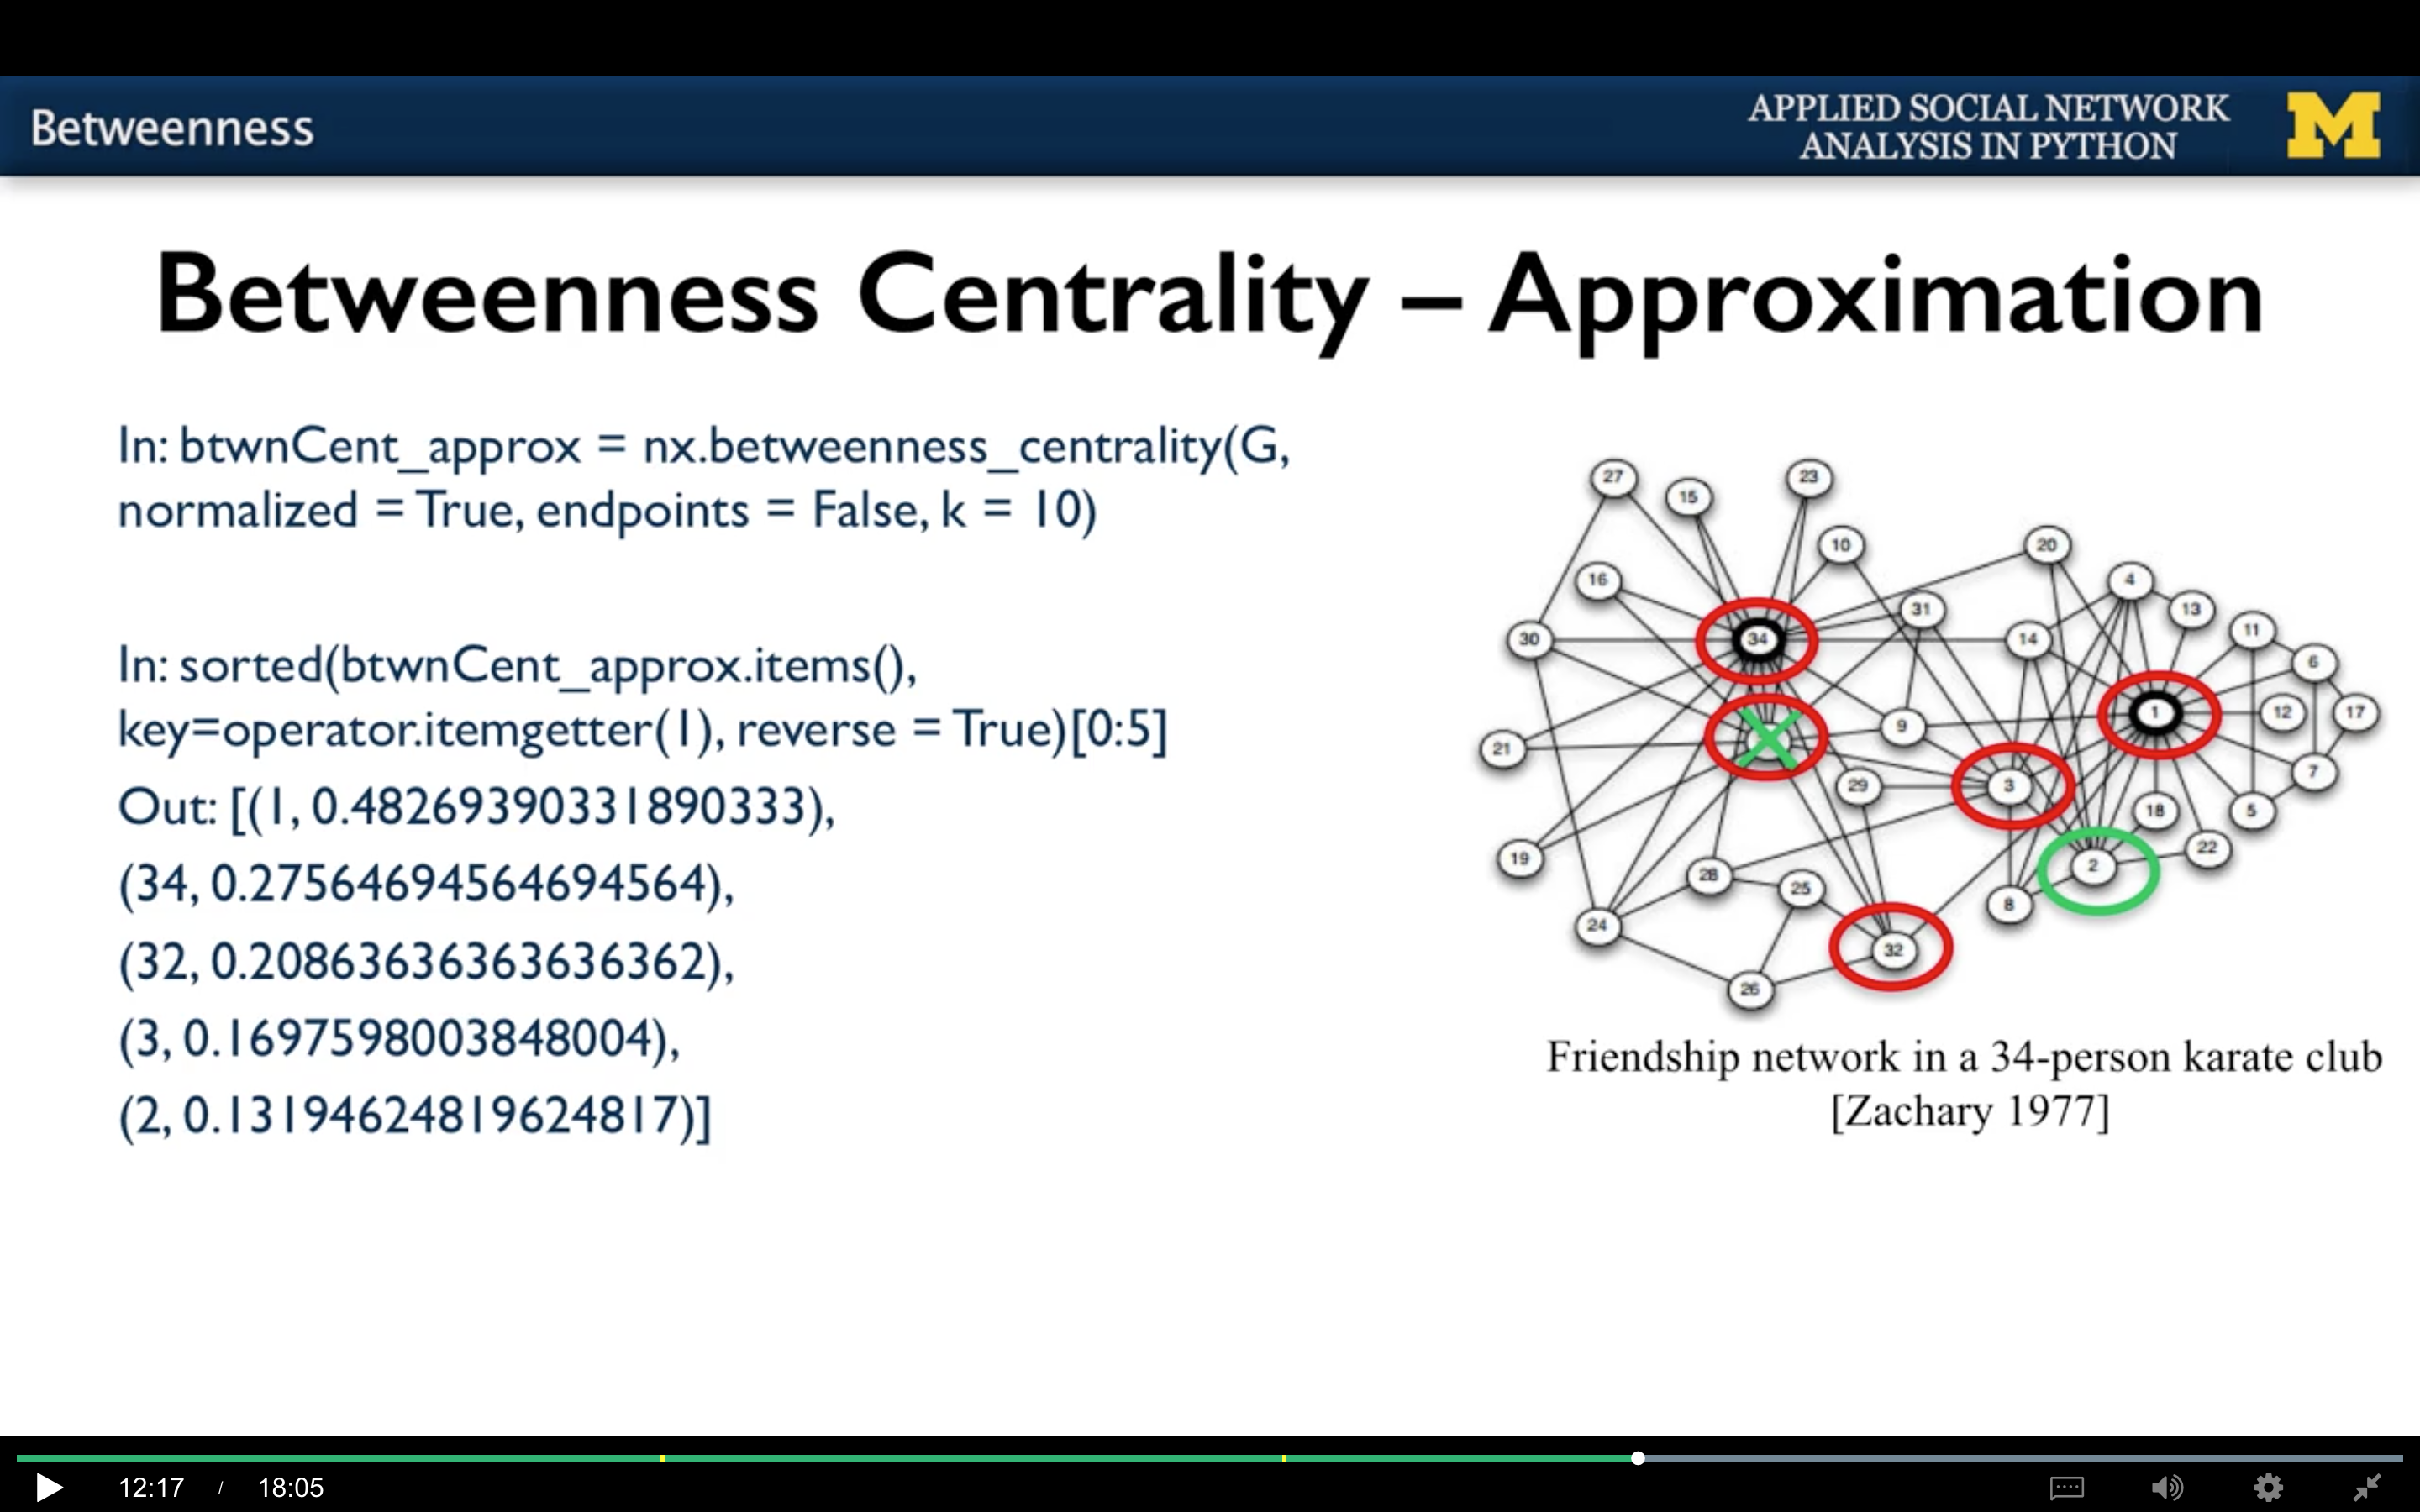 Betweenness
APPLIED SOCIAL NETWORK
ANALYSIS IN PYTHON
M
Betweenness Centrality – Approximation
In: btwnCent_approx = nx.betweenness_centrality(G,
normalized = True, endpoints = False, k = 10)
In: sorted(btwnCent_approx.items(),
key=operator.itemgetter(1), reverse = True)[0:5]
Out: [(1, 0.48269390331890333),
(34, 0.27564694564694564),
(32, 0.20863636363636362),
(3, 0.1697598003848004),
(2, 0.13194624819624817)]
27
15
23
10
20
16
4
31
13
30
34
14
11
6
1
12
17
9
21
29
3
7
18
5
19
28
25
2
22
8
24
32
26
Friendship network in a 34-person karate club
[Zachary 1977]
12:17 / 18:05